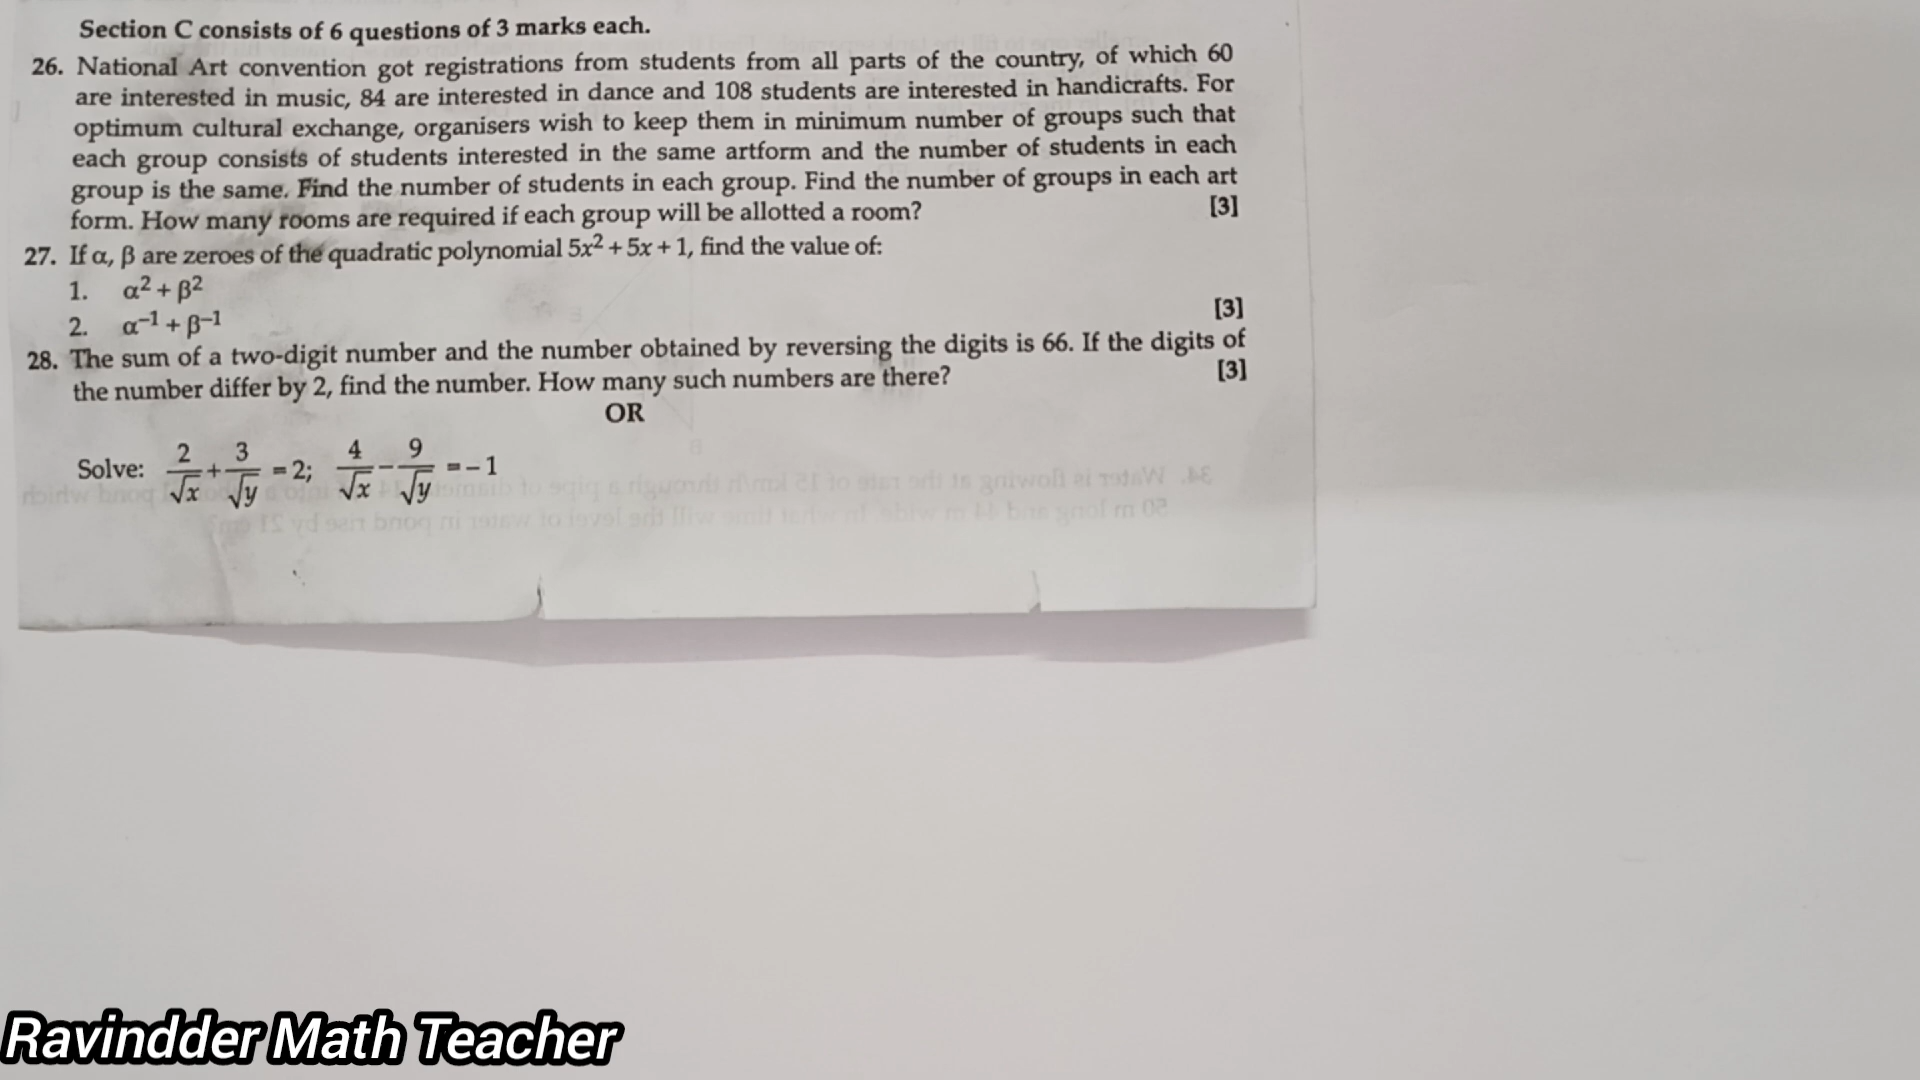 Section C consists of 6 questions of 3 marks each.
26. National Art convention got registrations from students from all parts of the country, of which 60
are interested in music, 84 are interested in dance and 108 students are interested in handicrafts. For
optimum cultural exchange, organisers wish to keep them in minimum number of groups such that
each group consists of students interested in the same artform and the number of students in each
group is the same. Find the number of students in each group. Find the number of groups in each art
form. How many rooms are required if each group will be allotted a room? [3]
27. If α, β are zeroes of the quadratic polynomial 5x² + 5x + 1, find the value of:
1. α² + β²
2. α⁻¹ + β⁻¹ [3]
28. The sum of a two-digit number and the number obtained by reversing the digits is 66. If the digits of
the number differ by 2, find the number. How many such numbers are there? [3]
OR
Solve: 2/√x + 3/√y = 2; 4/√x − 9/√y = − 1
Ravindder Math Teacher